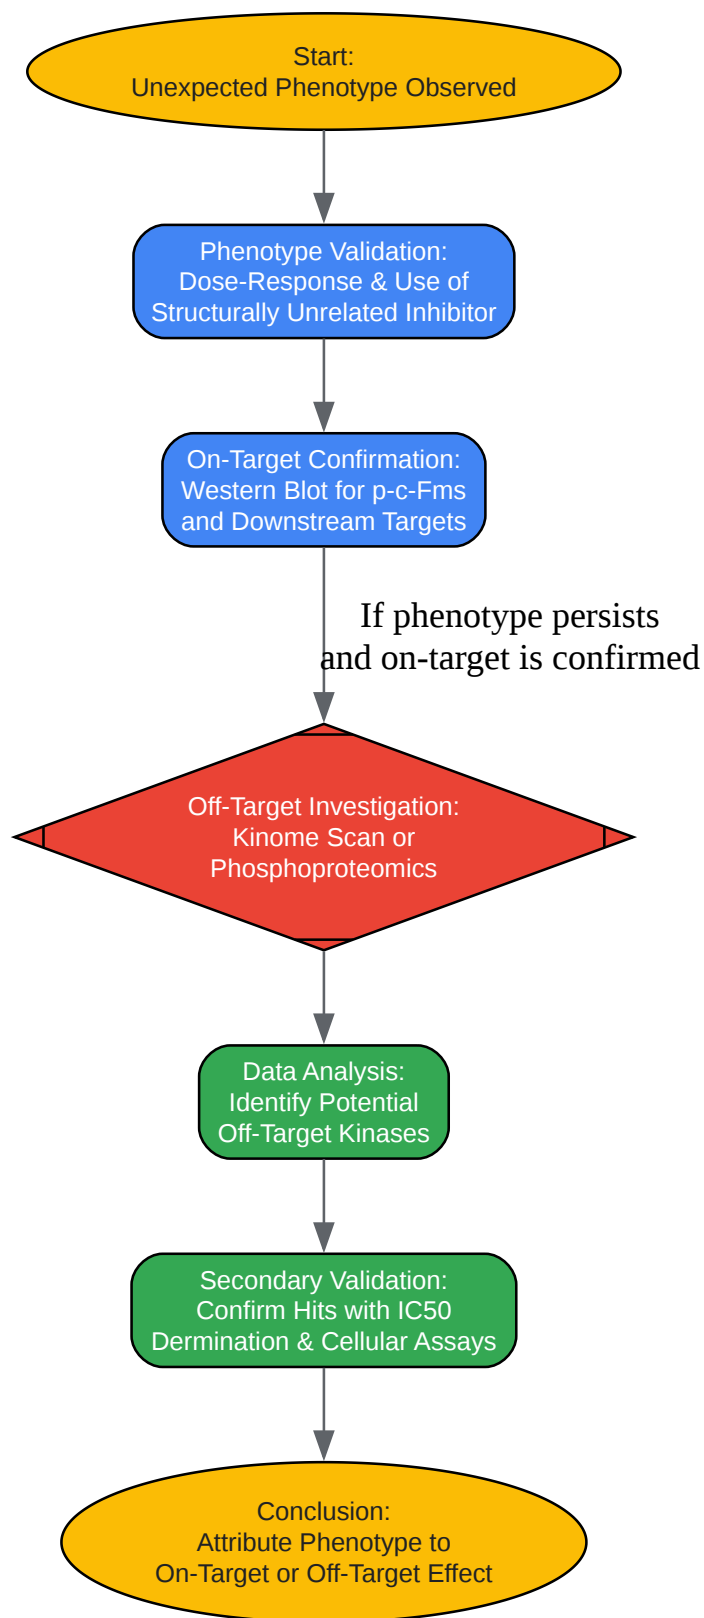 Start:
Unexpected Phenotype Observed
Phenotype Validation:
Dose-Response & Use of
Structurally Unrelated Inhibitor
On-Target Confirmation:
Western Blot for p-c-Fms
and Downstream Targets
If phenotype persists
and on-target is confirmed
Off-Target Investigation:
Kinome Scan or
Phosphoproteomics
Data Analysis:
Identify Potential
Off-Target Kinases
Secondary Validation:
Confirm Hits with IC50
Dermination & Cellular Assays
Conclusion:
Attribute Phenotype to
On-Target or Off-Target Effect